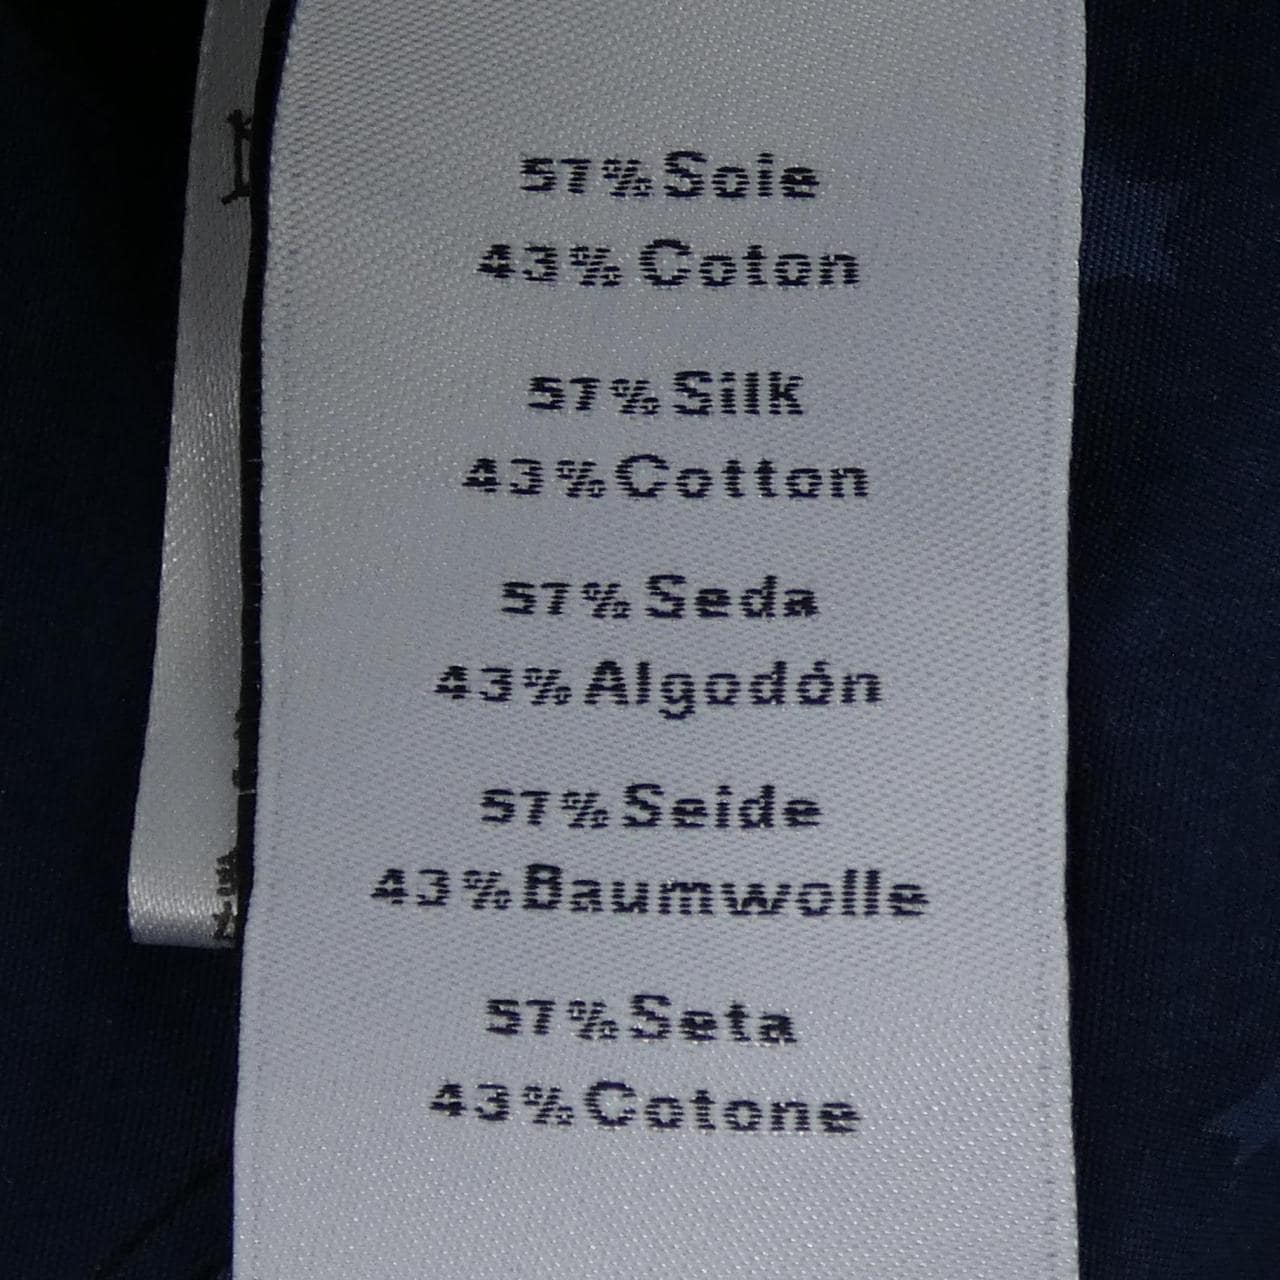 57% Soie
43% Coton
57% Silk
43% Cotton
57% Seda
43% Algodón
57% Seide
43% Baumwolle
57% Seta
43% Cotone